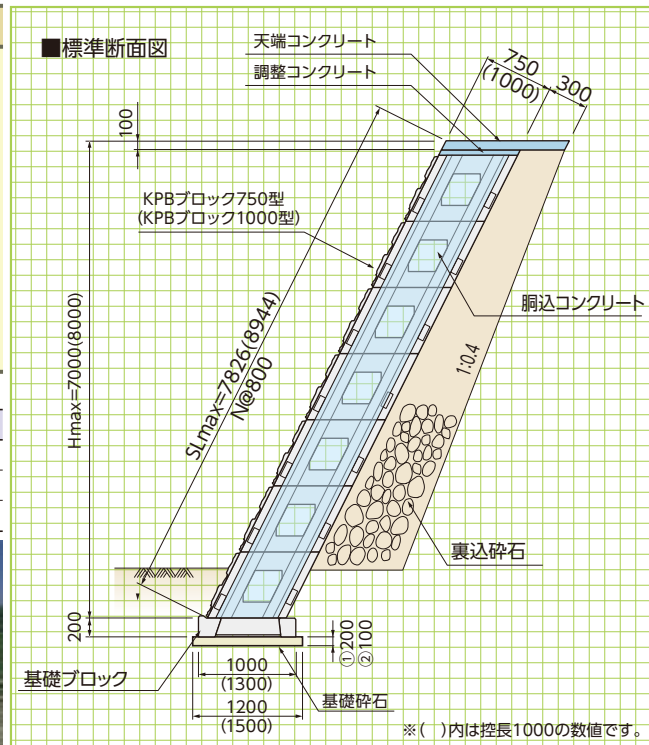 ■標準断面図
天端コンクリート
調整コンクリート
750
(1000)
300
100
KPBブロック750型
(KPBブロック1000型)
胴込コンクリート
Hmax=7000(8000)
SLmax=7826(8944)
N@800
1:0.4
裏込砕石
200
①200
②100
基礎ブロック
1000
(1300)
基礎砕石
1200
(1500)
※( )内は控長1000の数値です。